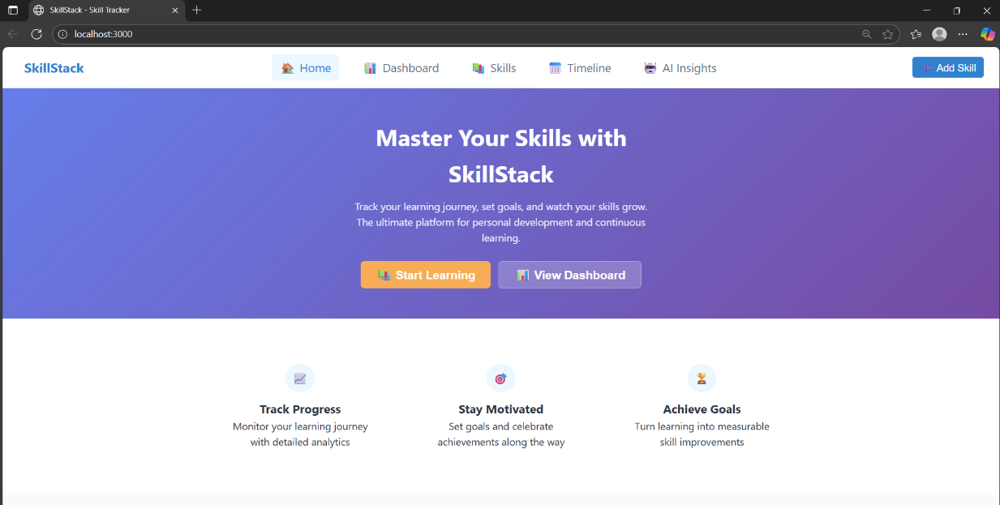 SkillStack - Skill Tracker
localhost:3000
SkillStack
Home
Dashboard
Skills
Timeline
AI Insights
Add Skill
Master Your Skills with
SkillStack
Track your learning journey, set goals, and watch your skills grow.
The ultimate platform for personal development and continuous
learning.
Start Learning
View Dashboard
Track Progress
Monitor your learning journey
with detailed analytics
Stay Motivated
Set goals and celebrate
achievements along the way
Achieve Goals
Turn learning into measurable
skill improvements